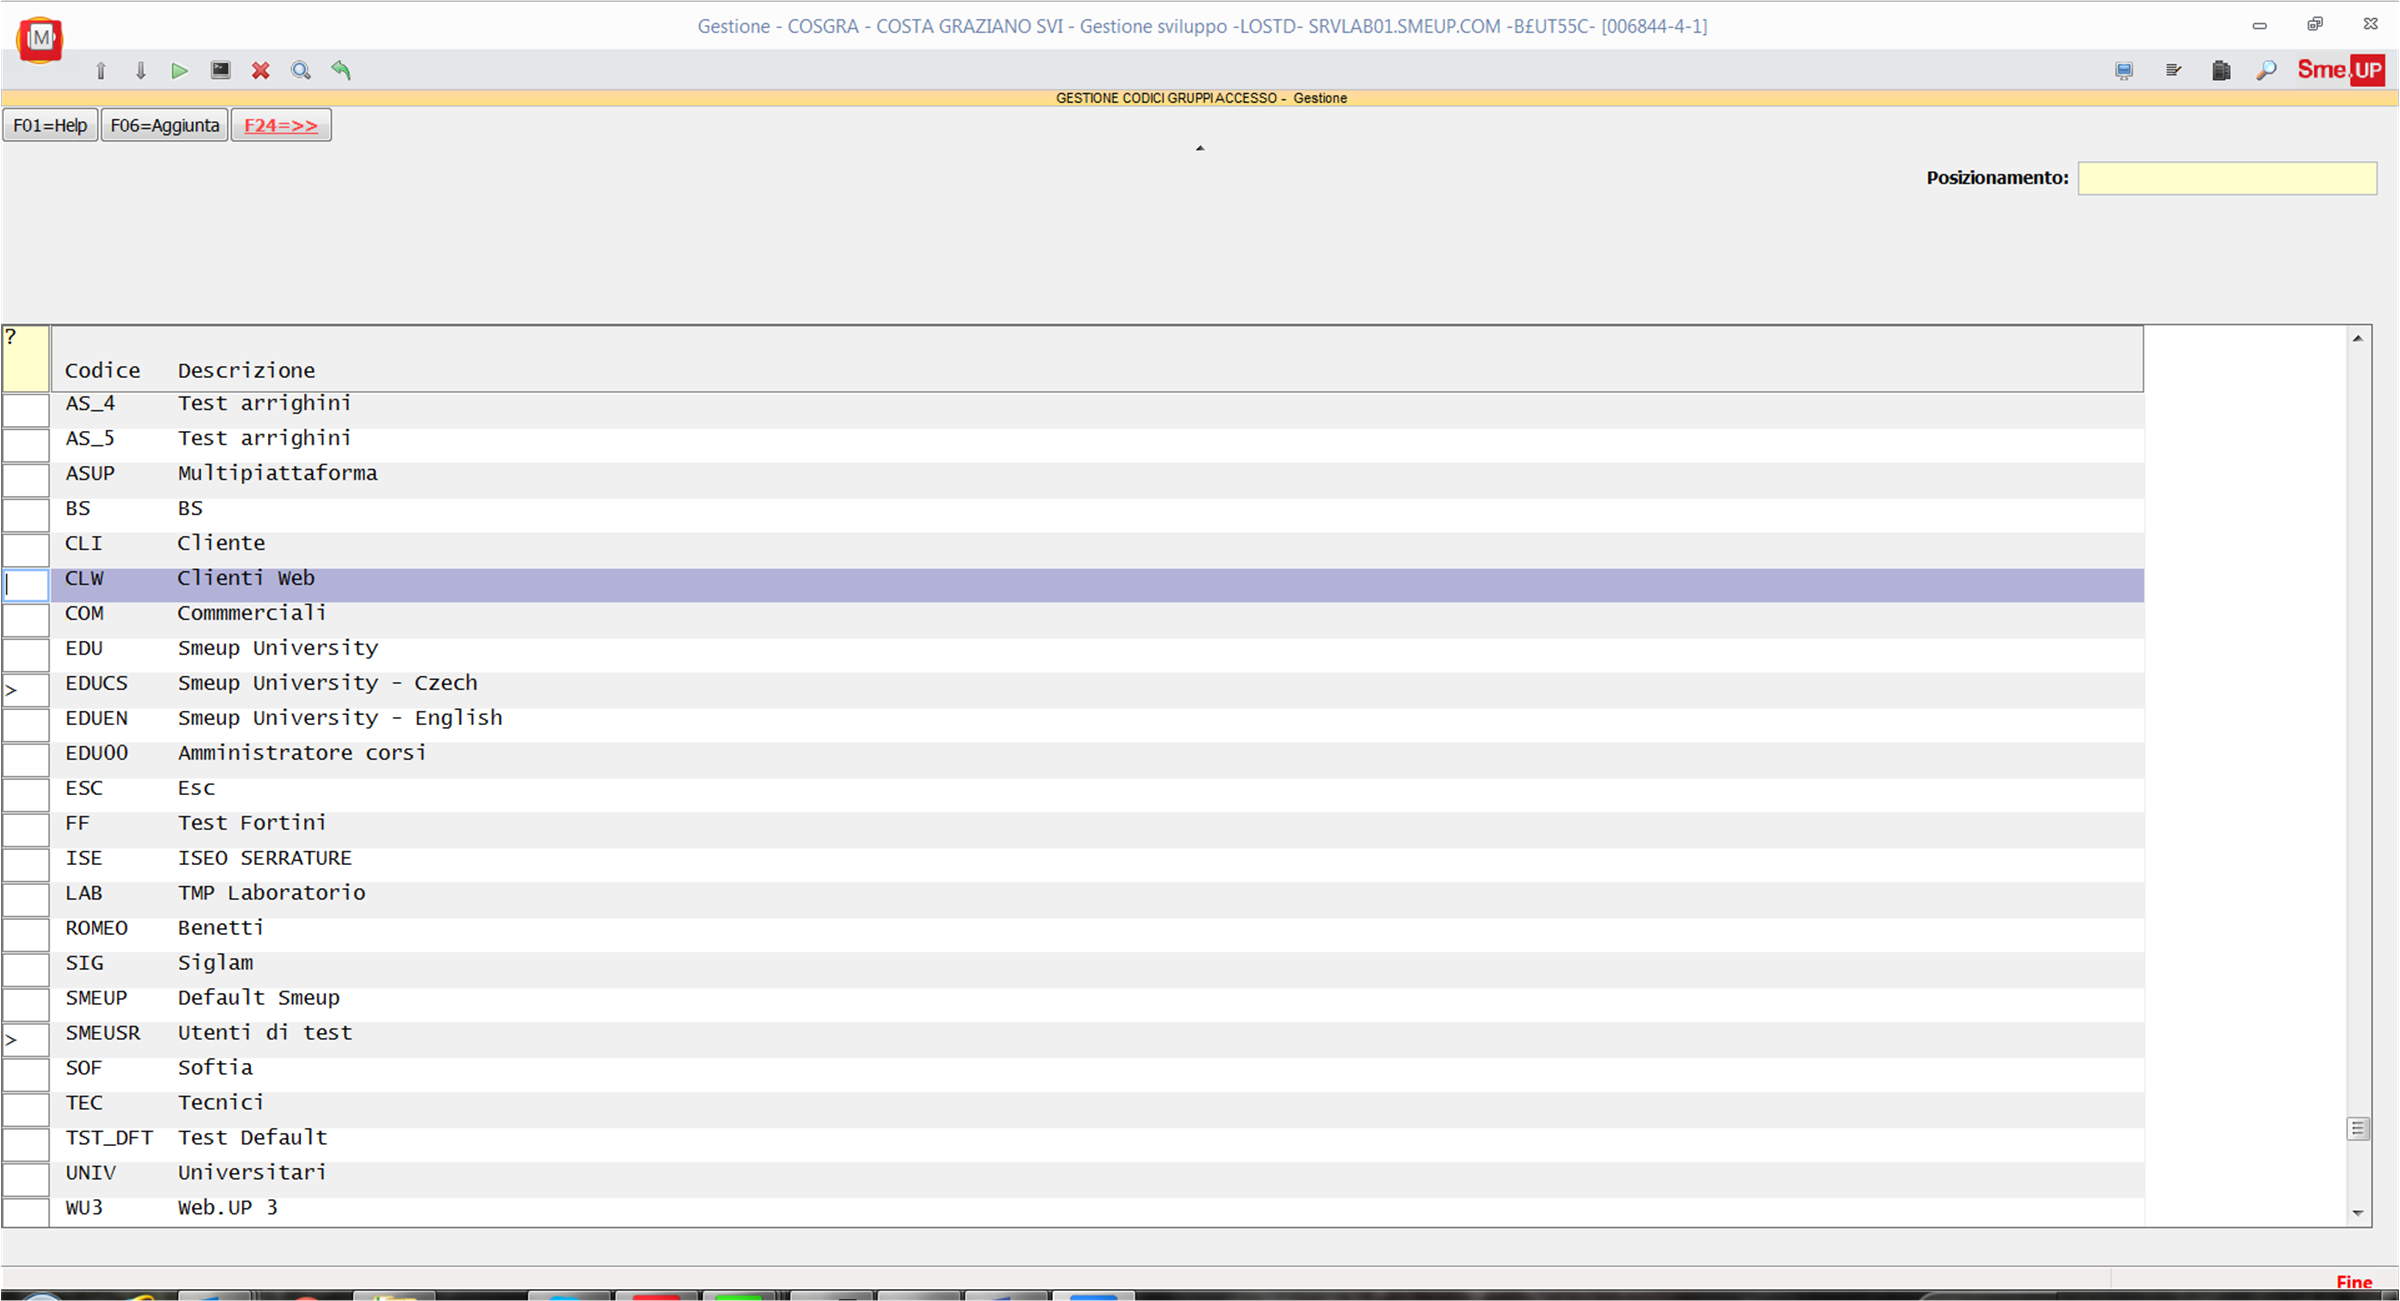 Gestione - COSGRA - COSTA GRAZIANO SVI - Gestione sviluppo -LOSTD- SRVLAB01.SMEUP.COM -B£UT55C- [006844-4-1]
M
Sme.UP
GESTIONE CODICI GRUPPI ACCESSO - Gestione
F01=Help F06=Aggiunta F24=>>
Posizionamento:
?
Codice Descrizione
AS_4 Test arrighini
AS_5 Test arrighini
ASUP Multipiattaforma
BS BS
CLI Cliente
CLW Clienti Web
COM Commmerciali
EDU Smeup University
> EDUCS Smeup University - Czech
EDUEN Smeup University - English
EDU00 Amministratore corsi
ESC Esc
FF Test Fortini
ISE ISEO SERRATURE
LAB TMP Laboratorio
ROMEO Benetti
SIG Siglam
SMEUP Default Smeup
> SMEUSR Utenti di test
SOF Softia
TEC Tecnici
TST_DFT Test Default
UNIV Universitari
WU3 Web.UP 3
Fine